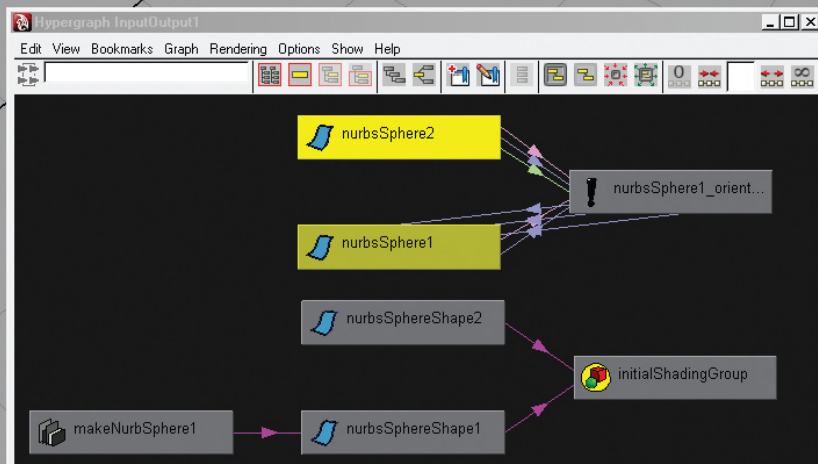 Hypergraph InputOutput1
Edit View Bookmarks Graph Rendering Options Show Help
0
∞
nurbsSphere2
nurbsSphere1_orient...
nurbsSphere1
nurbsSphereShape2
initialShadingGroup
makeNurbSphere1
nurbsSphereShape1